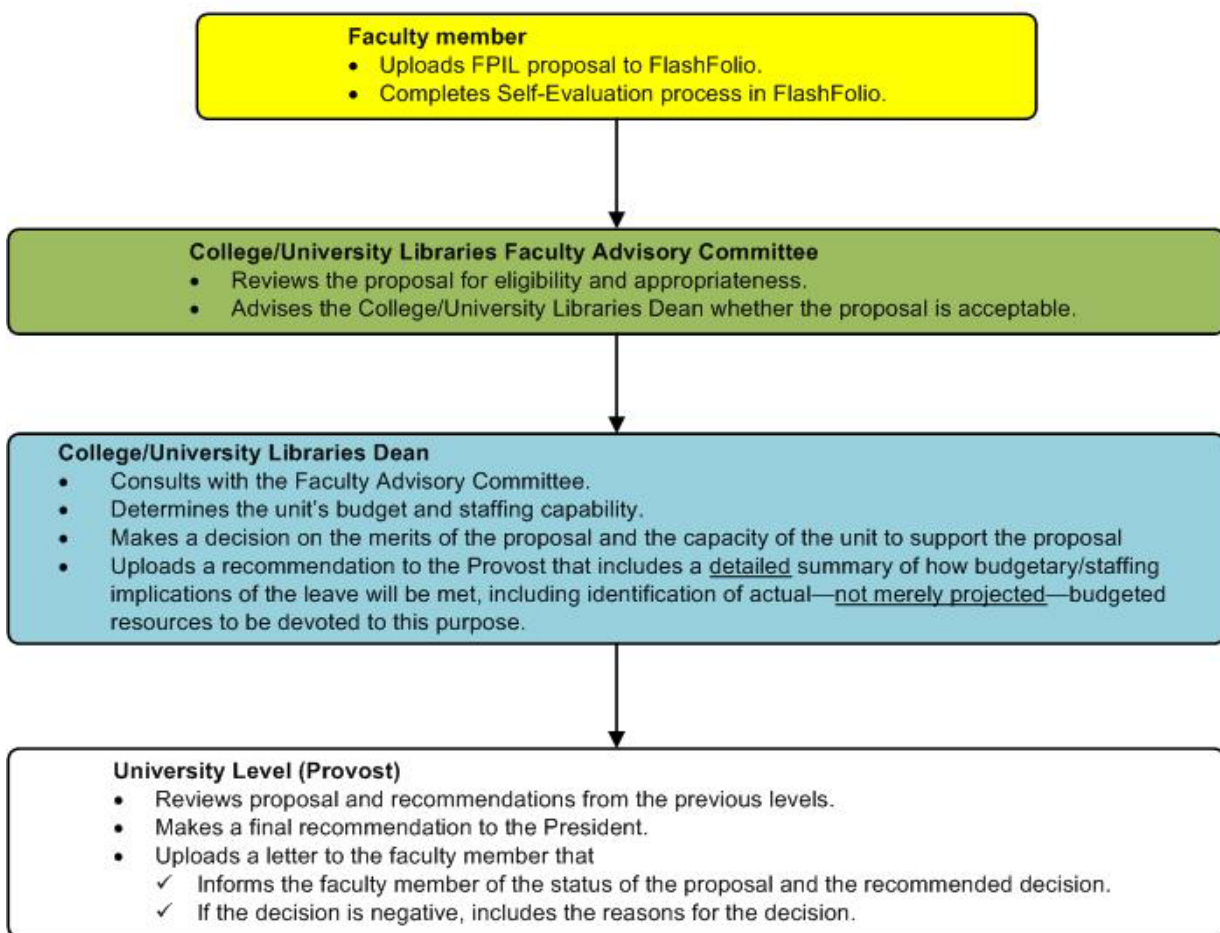 Faculty member
• Uploads FPIL proposal to FlashFolio.
• Completes Self-Evaluation process in FlashFolio.
College/University Libraries Faculty Advisory Committee
• Reviews the proposal for eligibility and appropriateness.
• Advises the College/University Libraries Dean whether the proposal is acceptable.
College/University Libraries Dean
• Consults with the Faculty Advisory Committee.
• Determines the unit's budget and staffing capability.
• Makes a decision on the merits of the proposal and the capacity of the unit to support the proposal
• Uploads a recommendation to the Provost that includes a detailed summary of how budgetary/staffing
implications of the leave will be met, including identification of actual—not merely projected—budgeted
resources to be devoted to this purpose.
University Level (Provost)
• Reviews proposal and recommendations from the previous levels.
• Makes a final recommendation to the President.
• Uploads a letter to the faculty member that
✓ Informs the faculty member of the status of the proposal and the recommended decision.
✓ If the decision is negative, includes the reasons for the decision.